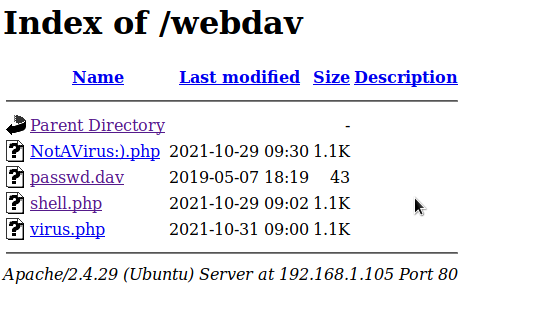 Index of /webdav
Name Last modified Size Description
Parent Directory -
NotAVirus:).php 2021-10-29 09:30 1.1K
passwd.dav 2019-05-07 18:19 43
shell.php 2021-10-29 09:02 1.1K
virus.php 2021-10-31 09:00 1.1K
Apache/2.4.29 (Ubuntu) Server at 192.168.1.105 Port 80